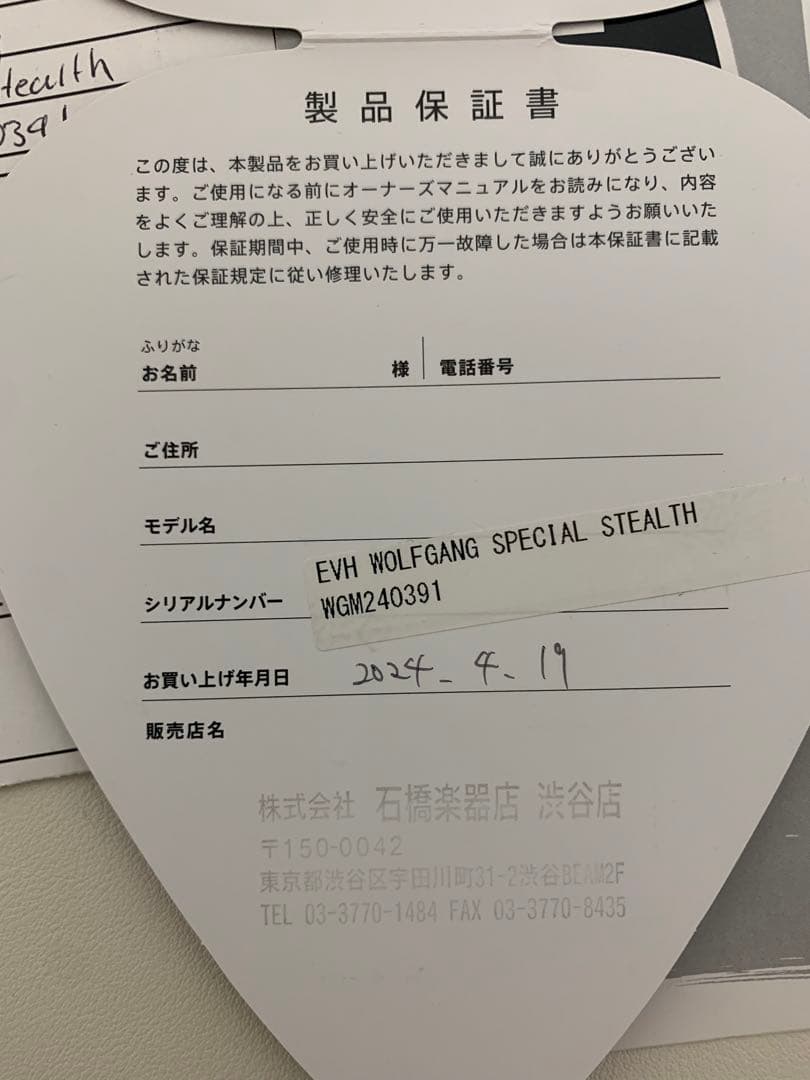 tealth
0391
製品保証書
この度は、本製品をお買い上げいただきまして誠にありがとうござい
ます。ご使用になる前にオーナーズマニュアルをお読みになり、内容
をよくご理解の上、正しく安全にご使用いただきますようお願いいた
します。保証期間中、ご使用時に万一故障した場合は本保証書に記載
された保証規定に従い修理いたします。
ふりがな
お名前 様 電話番号
ご住所
モデル名
EVH WOLFGANG SPECIAL STEALTH
シリアルナンバー WGM240391
お買い上げ年月日 2024-4-19
販売店名
株式会社 石橋楽器店 渋谷店
〒150-0042
東京都渋谷区宇田川町31-2渋谷BEAM2F
TEL 03-3770-1484 FAX 03-3770-8435